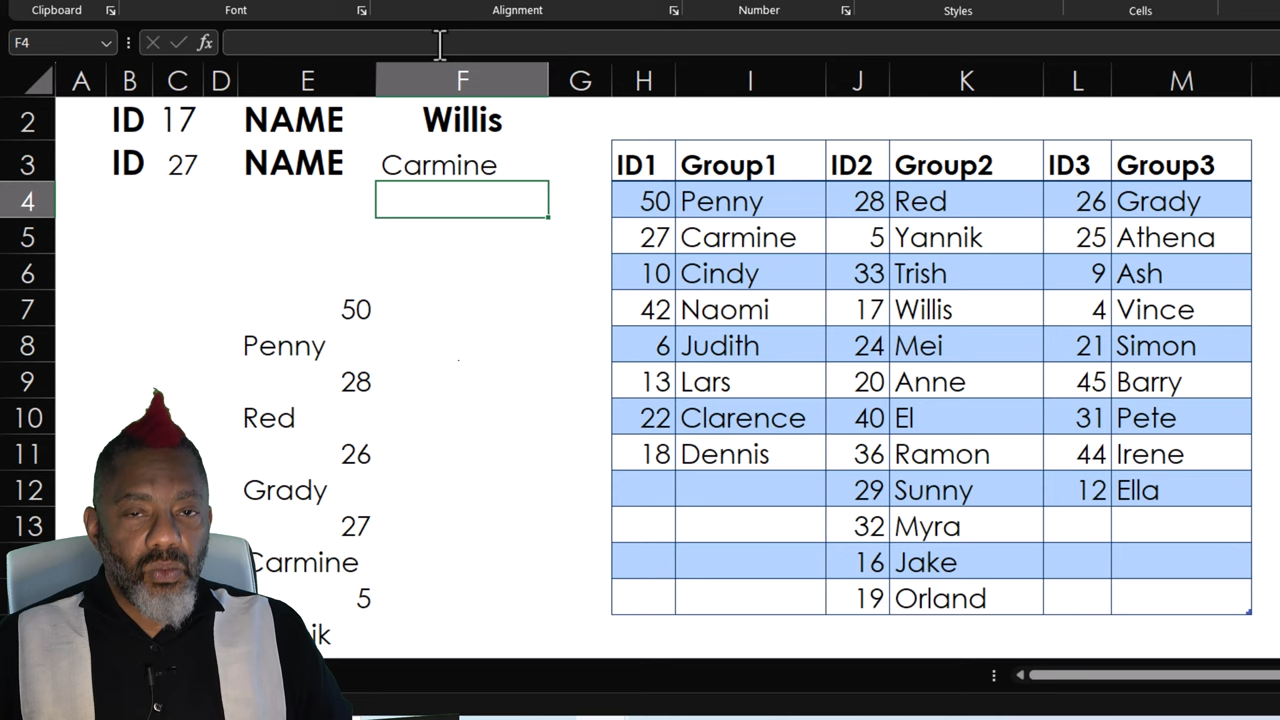 Clipboard Font Alignment Number Styles Cells
F4 fx
A B C D E F G H I J K L M
2 ID 17 NAME Willis
3 ID 27 NAME Carmine ID1 Group1 ID2 Group2 ID3 Group3
4 50 Penny 28 Red 26 Grady
5 27 Carmine 5 Yannik 25 Athena
6 10 Cindy 33 Trish 9 Ash
7 50 42 Naomi 17 Willis 4 Vince
8 Penny 6 Judith 24 Mei 21 Simon
9 28 13 Lars 20 Anne 45 Barry
10 Red 22 Clarence 40 El 31 Pete
11 26 18 Dennis 36 Ramon 44 Irene
12 Grady 29 Sunny 12 Ella
13 27 32 Myra
Carmine 16 Jake
5 19 Orland